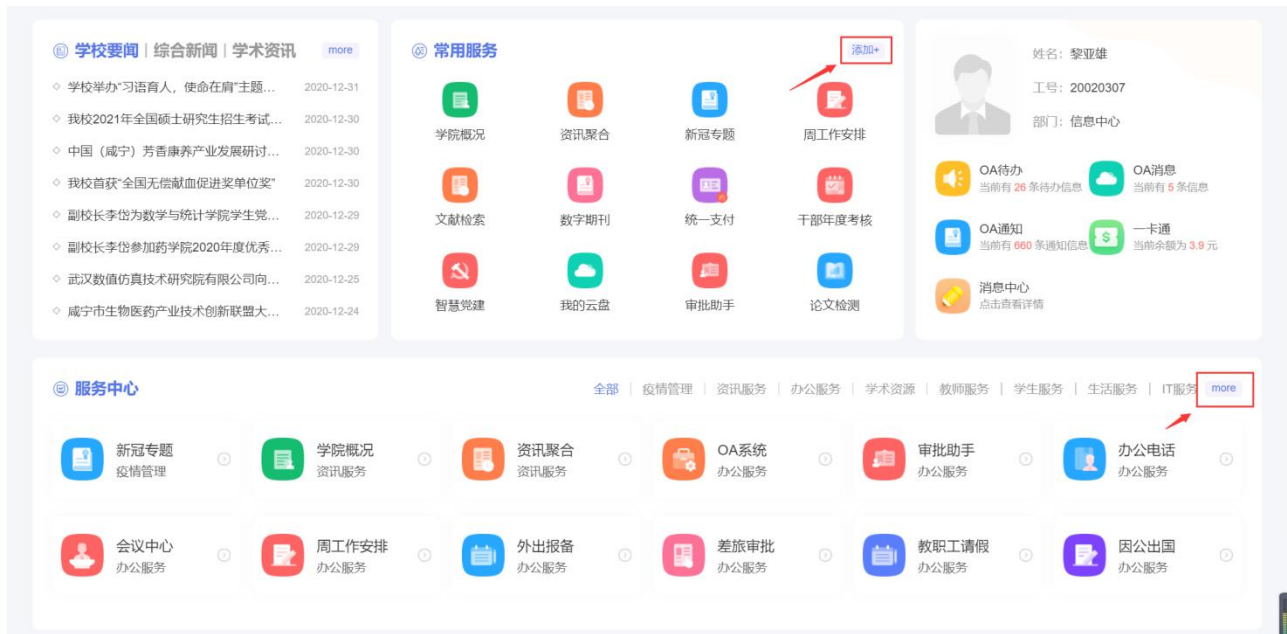 学校要闻 | 综合新闻 | 学术资讯 more
学校举办“习语育人，使命在肩”主题... 2020-12-31
我校2021年全国硕士研究生招生考试... 2020-12-30
中国（咸宁）芳香康养产业发展研讨... 2020-12-30
我校首获“全国无偿献血促进奖单位奖” 2020-12-30
副校长李岱为数学与统计学院学生党... 2020-12-29
副校长李岱参加药学院2020年度优秀... 2020-12-29
武汉数值仿真技术研究院有限公司向... 2020-12-25
咸宁市生物医药产业技术创新联盟大... 2020-12-24
常用服务 添加+
学院概况 资讯聚合 新冠专题 周工作安排
文献检索 数字期刊 统一支付 干部年度考核
智慧党建 我的云盘 审批助手 论文检测
姓名：黎亚雄
工号：20020307
部门：信息中心
OA待办 OA消息
当前有 26 条待办信息 当前有 5 条信息
OA通知 一卡通
当前有 660 条通知信息 当前余额为 3.9 元
消息中心
点击查看详情
服务中心 全部 | 疫情管理 | 资讯服务 | 办公服务 | 学术资源 | 教师服务 | 学生服务 | 生活服务 | IT服务 more
新冠专题 学院概况 资讯聚合 OA系统 审批助手 办公电话
疫情管理 资讯服务 资讯服务 办公服务 办公服务 办公服务
会议中心 周工作安排 外出报备 差旅审批 教职工请假 因公出国
办公服务 办公服务 办公服务 办公服务 办公服务 办公服务